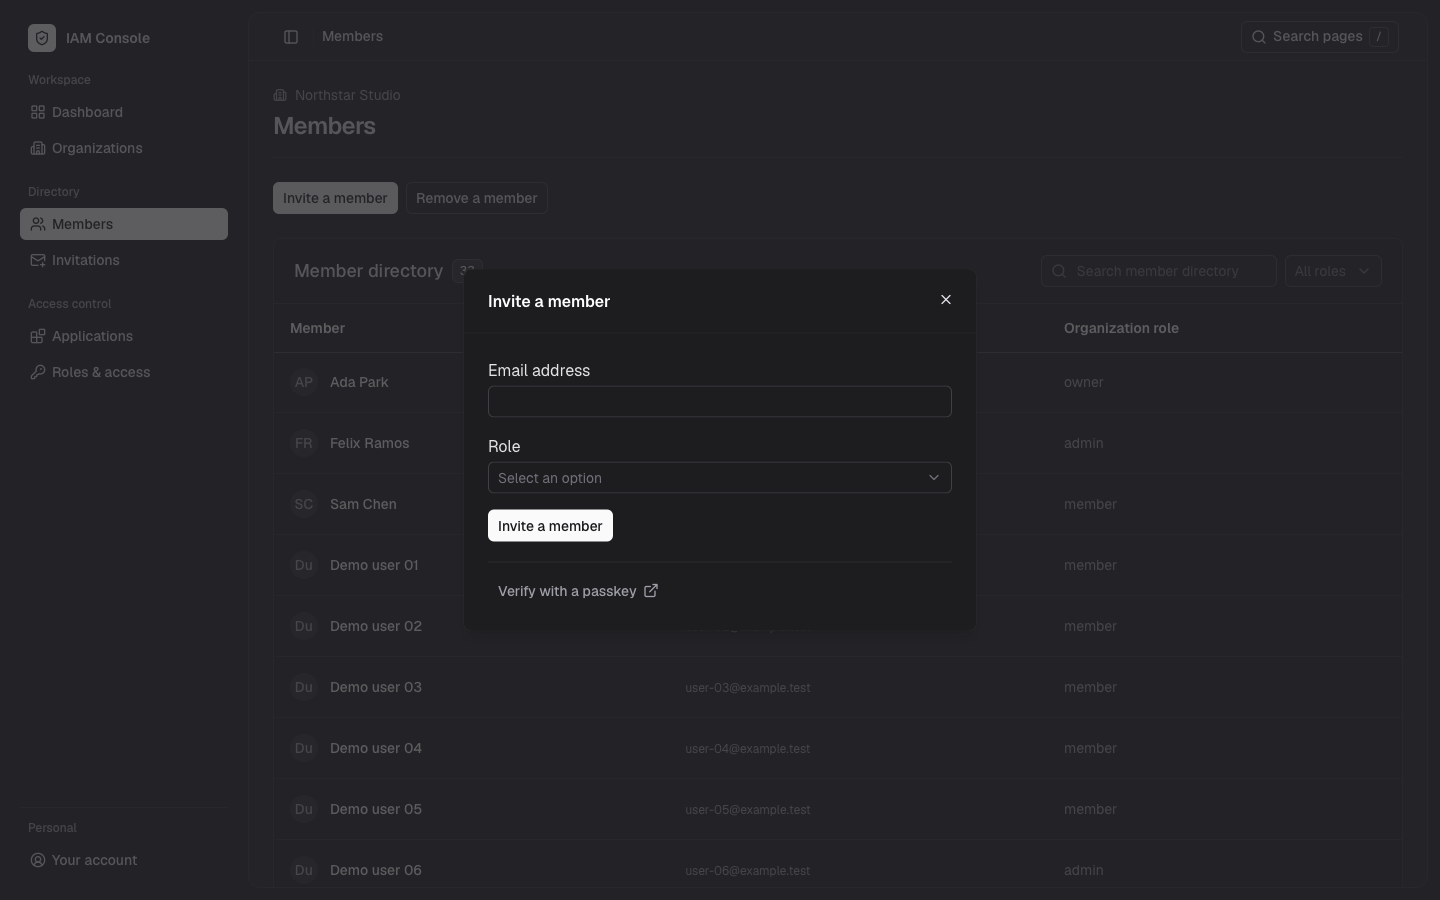 IAM Console
Workspace
Dashboard
Organizations
Directory
Members
Invitations
Access control
Applications
Roles & access
Personal
Your account
Members
Search pages /
Northstar Studio
Members
Invite a member
Remove a member
Member directory
Search member directory
All roles
Member
Organization role
AP Ada Park owner
FR Felix Ramos admin
SC Sam Chen member
Du Demo user 01 member
Du Demo user 02 member
Du Demo user 03 user-03@example.test member
Du Demo user 04 user-04@example.test member
Du Demo user 05 user-05@example.test member
Du Demo user 06 user-06@example.test admin
Invite a member
Email address
Role
Select an option
Invite a member
Verify with a passkey